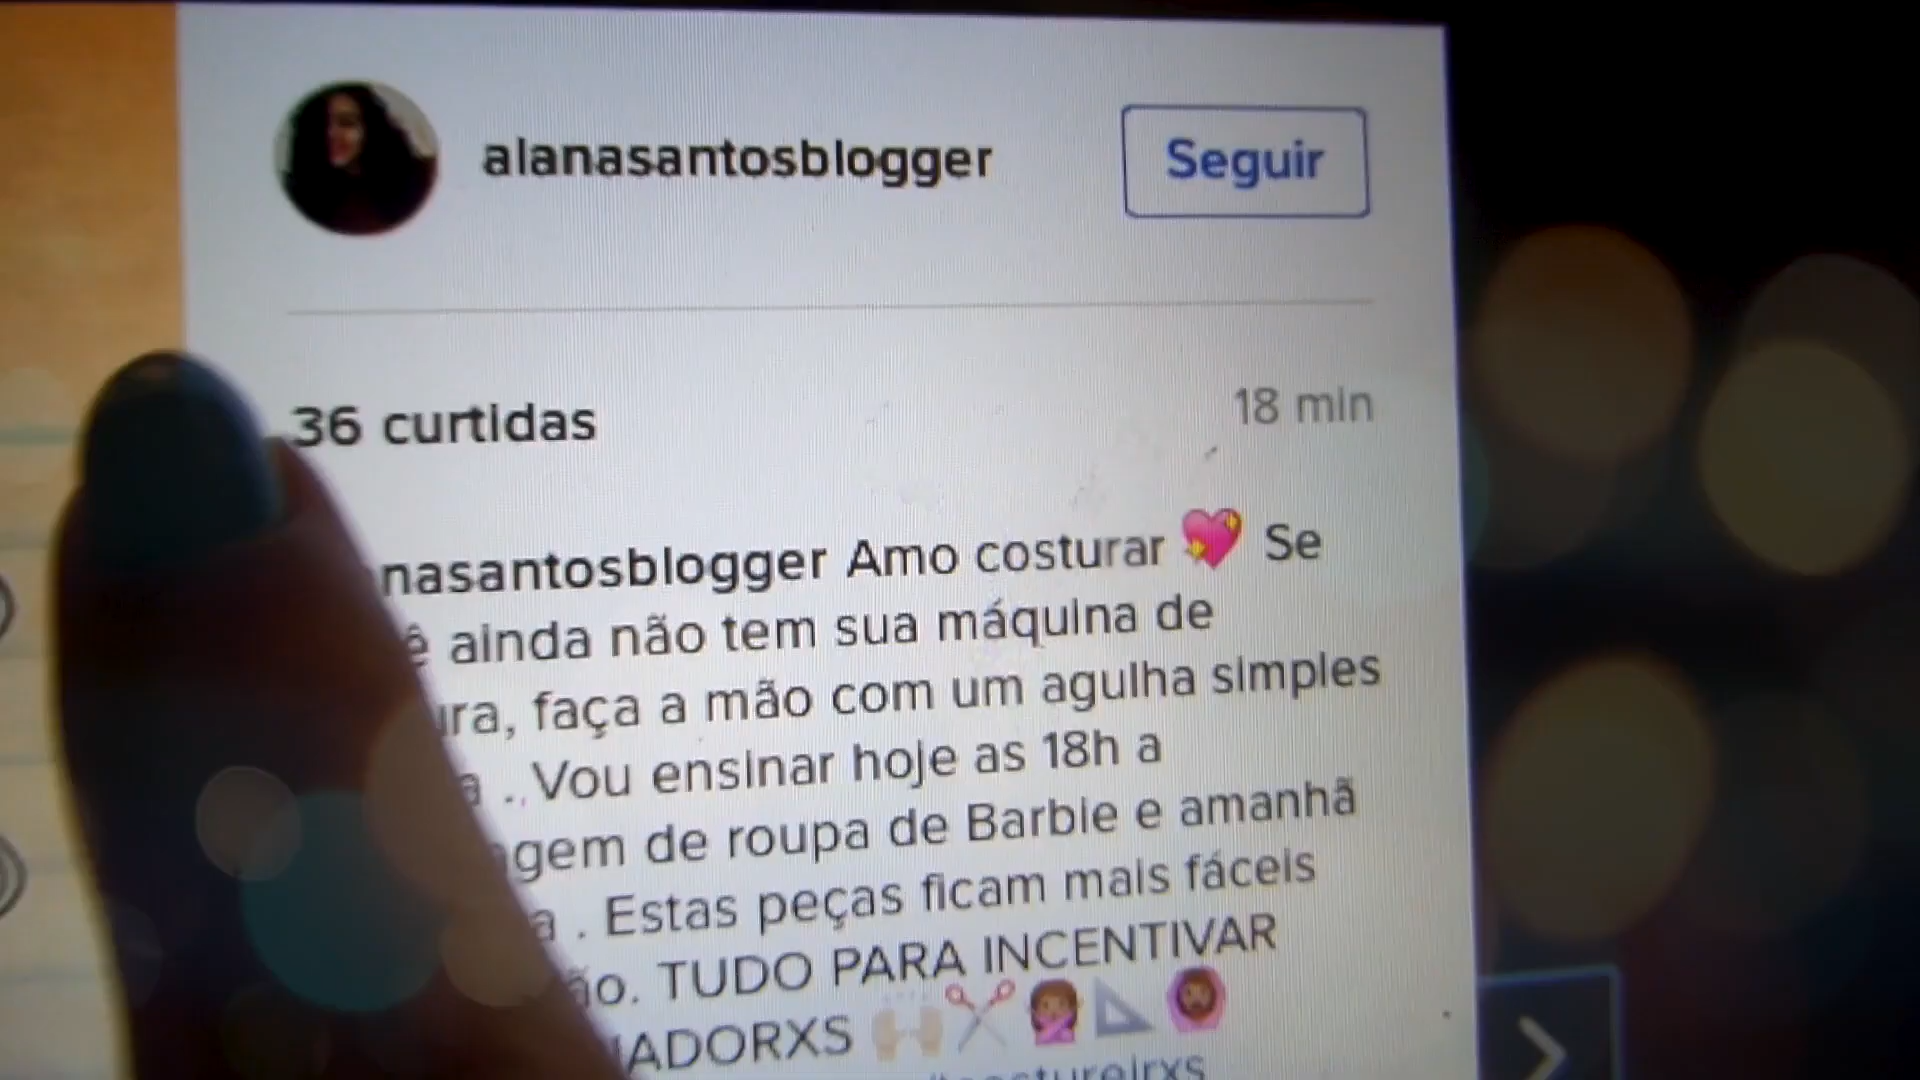 alanasantosblogger
Seguir
36 curtidas
18 min
nasantosblogger Amo costurar 💖 Se
ê ainda não tem sua máquina de
ura, faça a mão com um agulha simples
a . Vou ensinar hoje as 18h a
gem de roupa de Barbie e amanhã
a . Estas peças ficam mais fáceis
ão. TUDO PARA INCENTIVAR
ADORXS 🙌🏼✂️🙅🏽📐🙆🏽